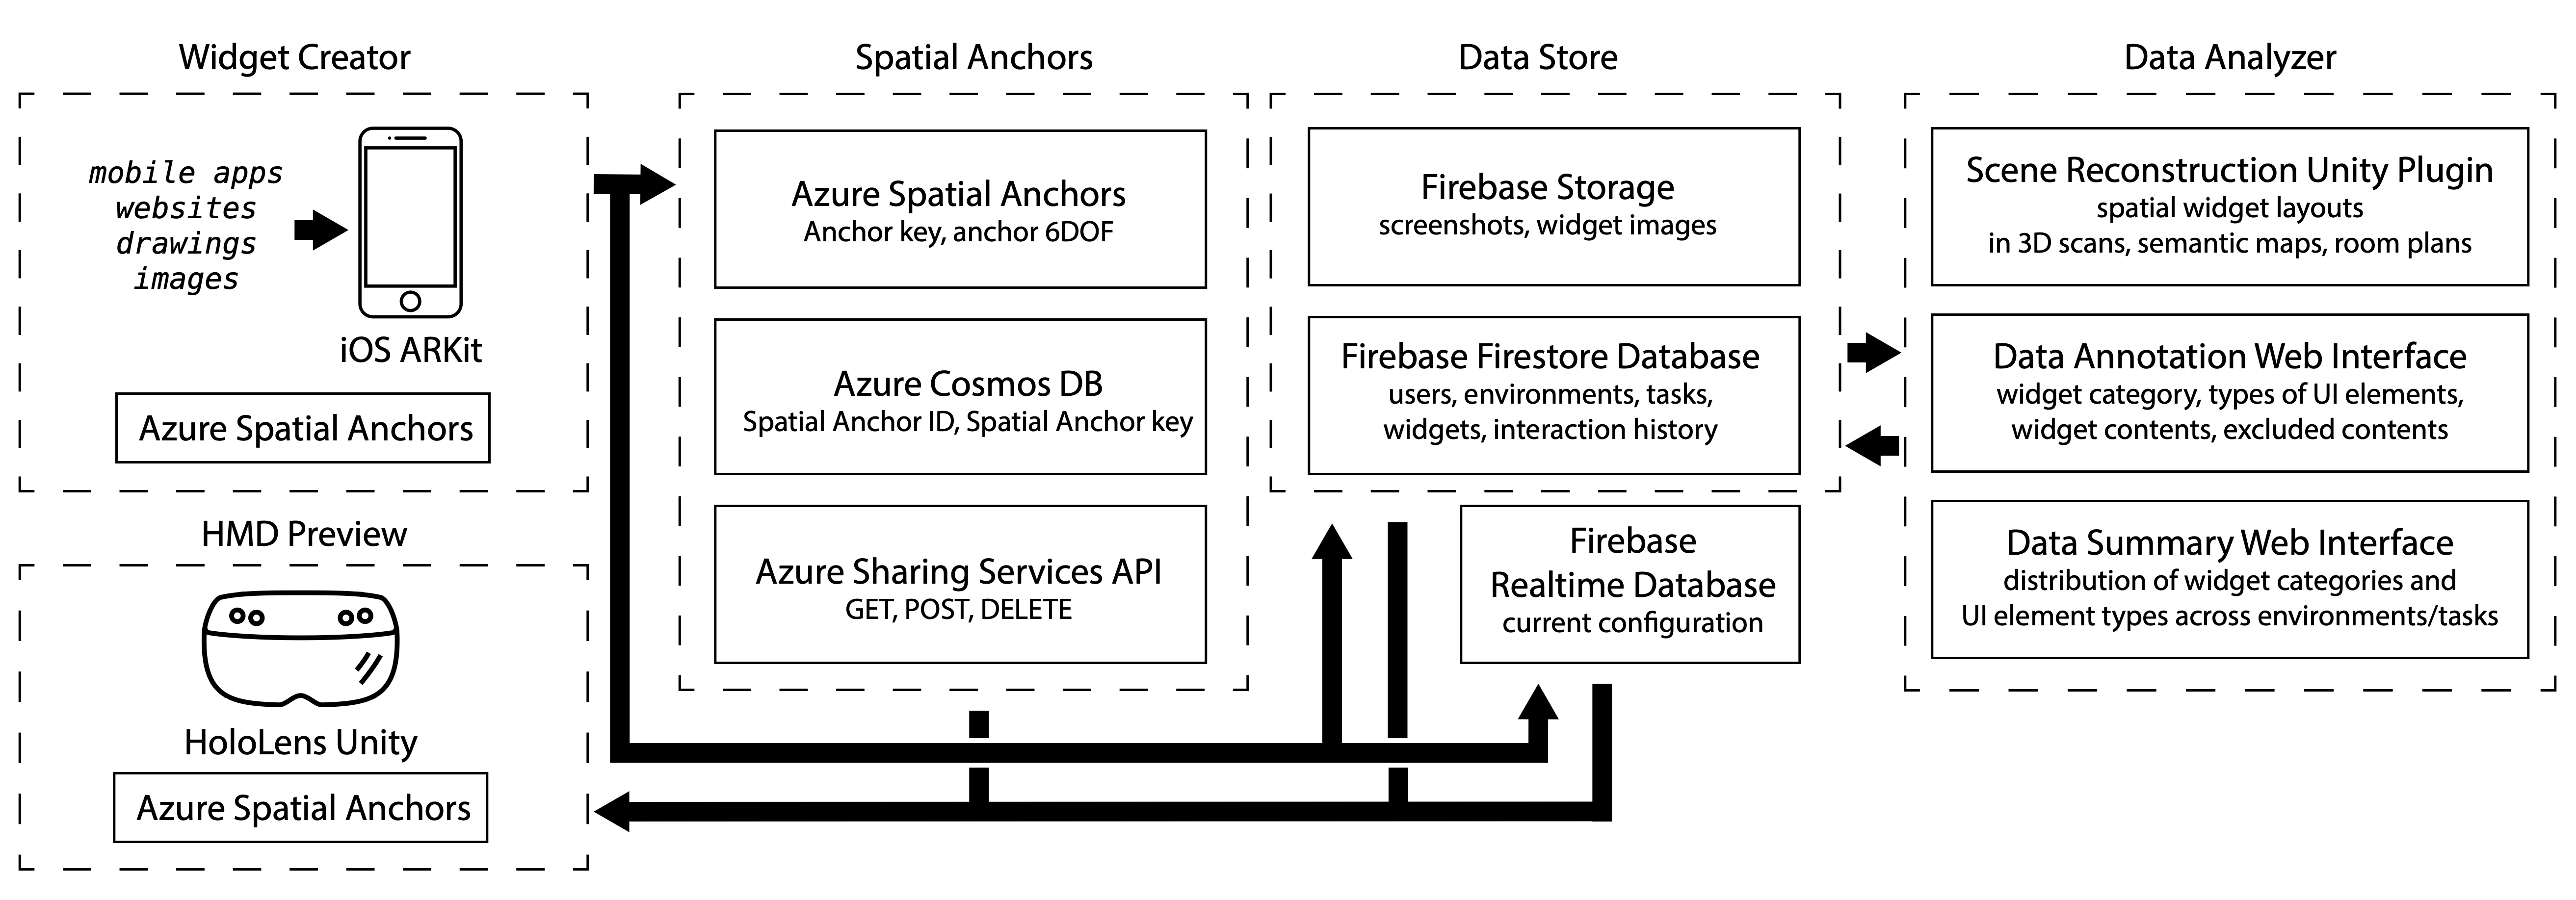 Widget Creator
mobile apps
websites
drawings
images
iOS ARKit
Azure Spatial Anchors
HMD Preview
HoloLens Unity
Azure Spatial Anchors
Spatial Anchors
Azure Spatial Anchors
Anchor key, anchor 6DOF
Azure Cosmos DB
Spatial Anchor ID, Spatial Anchor key
Azure Sharing Services API
GET, POST, DELETE
Data Store
Firebase Storage
screenshots, widget images
Firebase Firestore Database
users, environments, tasks,
widgets, interaction history
Firebase
Realtime Database
current configuration
Data Analyzer
Scene Reconstruction Unity Plugin
spatial widget layouts
in 3D scans, semantic maps, room plans
Data Annotation Web Interface
widget category, types of UI elements,
widget contents, excluded contents
Data Summary Web Interface
distribution of widget categories and
UI element types across environments/tasks